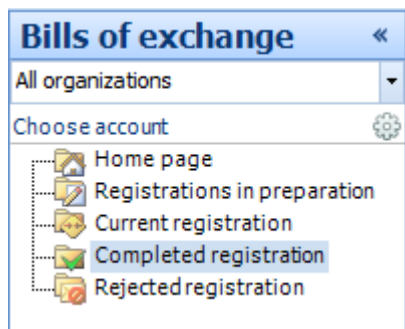 Bills of exchange «
All organizations
Choose account
Home page
Registrations in preparation
Current registration
Completed registration
Rejected registration